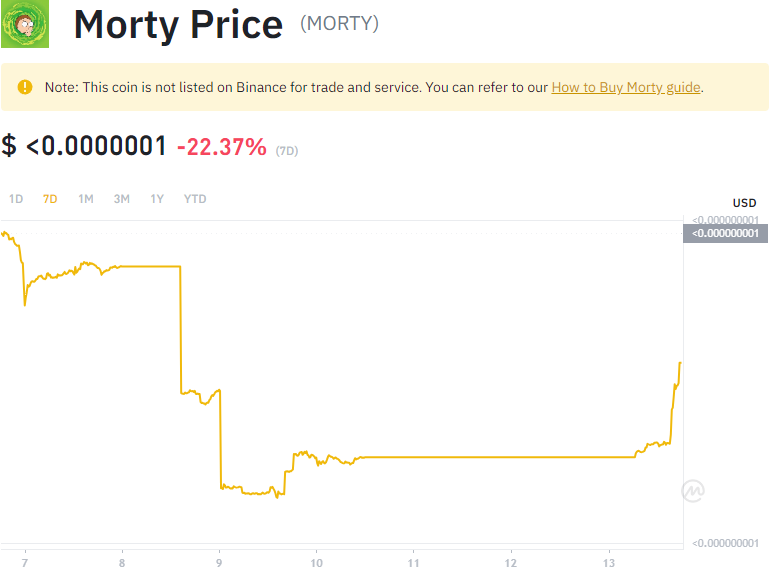 Morty Price (MORTY)
Note: This coin is not listed on Binance for trade and service. You can refer to our How to Buy Morty guide.
$ <0.0000001 -22.37% (7D)
1D 7D 1M 3M 1Y YTD
USD
<0.000000001
<0.000000001
<0.000000001
7 8 9 10 11 12 13